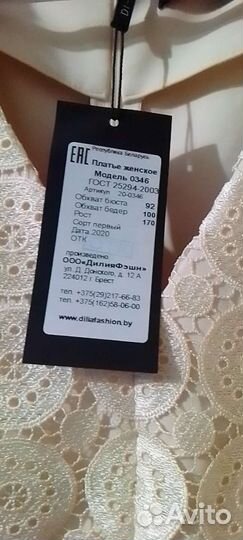 DI
EAC
Республика Беларусь
Платье женское
Модель 0346
ГОСТ 25294-2003
Артикул 20-0346
Обхват бюста 92
Обхват бедер 100
Рост 170
Сорт первый
Дата 2020
ОТК
произведено
ООО«ДилияФэшн»
ул. Д. Донского, д. 12 А
г. Брест
тел. +375(29)217-66-83
тел. +375(162)58-06-00
www.diliafashion.by
Avito